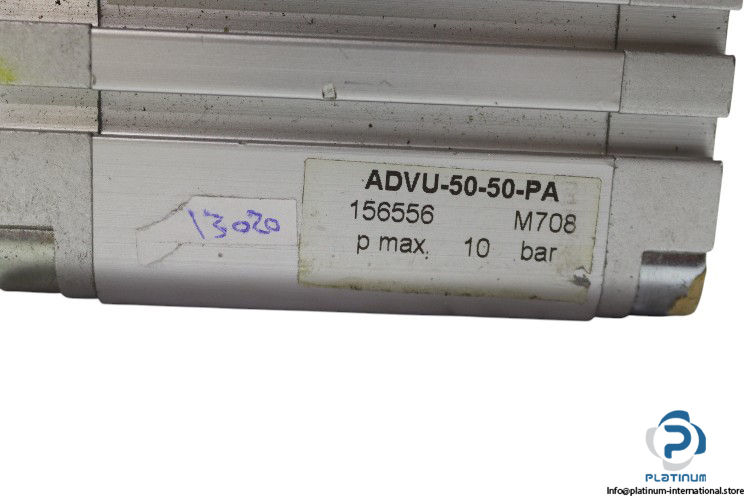 ADVU-50-50-PA
156556 M708
p max. 10 bar
13020
PLATINUM
Info@platinum-international.store